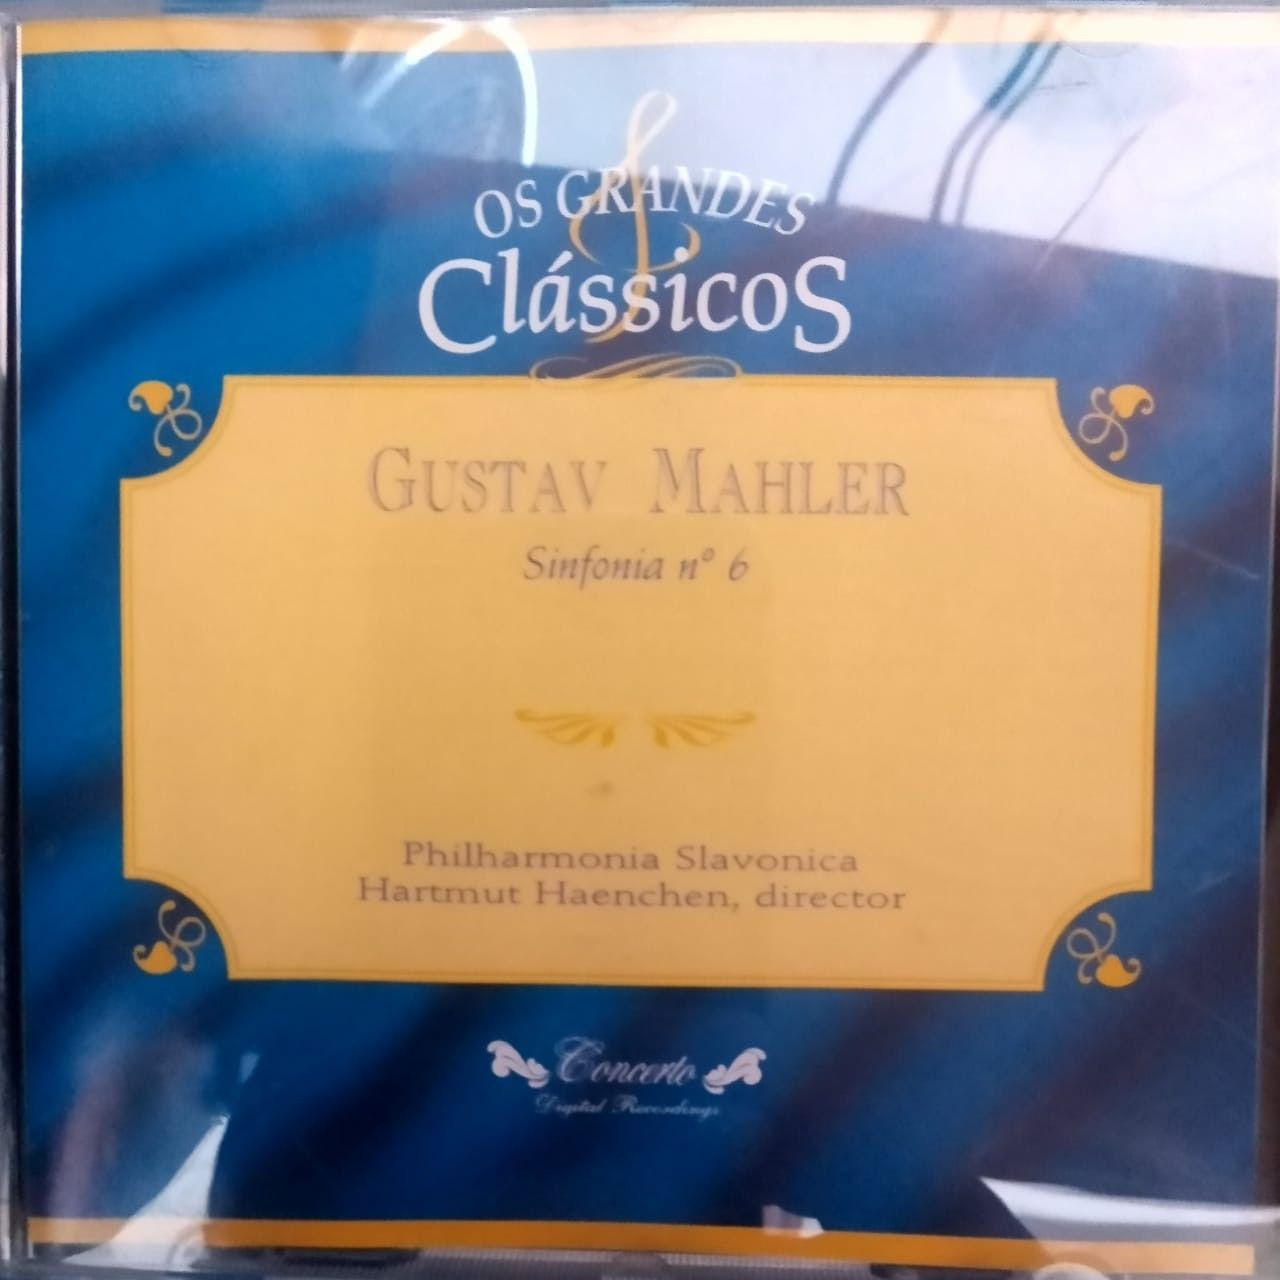 OS GRANDES
ClássicoS
GUSTAV MAHLER
Sinfonia nº 6
Philharmonia Slavonica
Hartmut Haenchen, director
Concerto
Digital Recordings